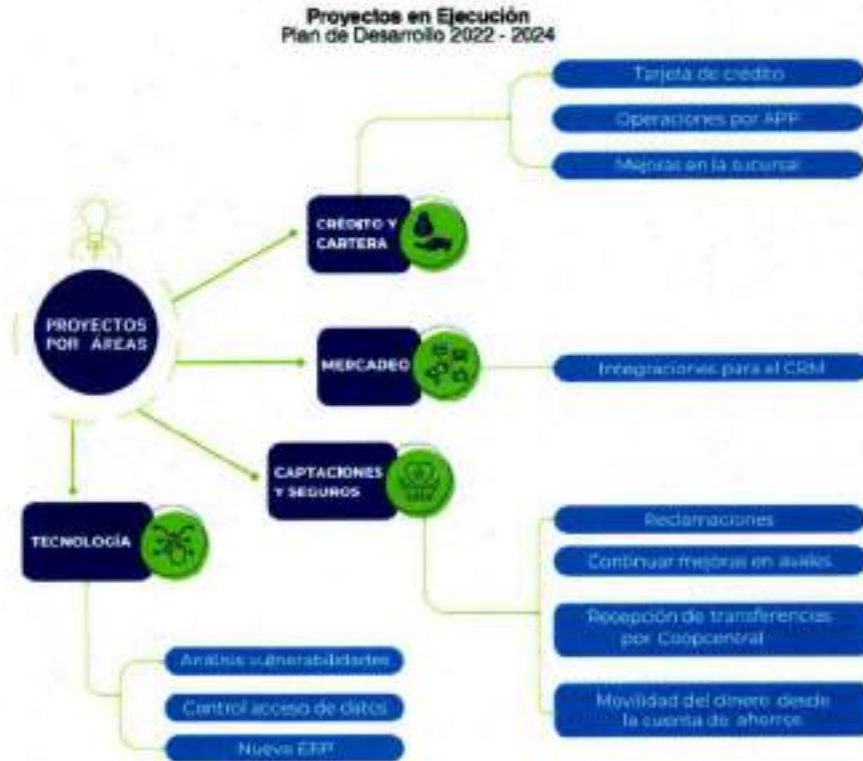 Proyectos en Ejecución
Plan de Desarrollo 2022 - 2024
Tarjeta de crédito
Operaciones por APP
Mejoras en la sucursal
CRÉDITO Y
CARTERA
PROYECTOS
POR ÁREAS
MERCADEO
Integraciones para el CRM
CAPTACIONES
Y SEGUROS
Reclamaciones
Continuar mejoras en avales
Recepción de transferencias
por Coopcentral
Movilidad del dinero desde
la cuenta de ahorros
TECNOLOGÍA
Análisis vulnerabilidades
Control acceso de datos
Nuevo ERP